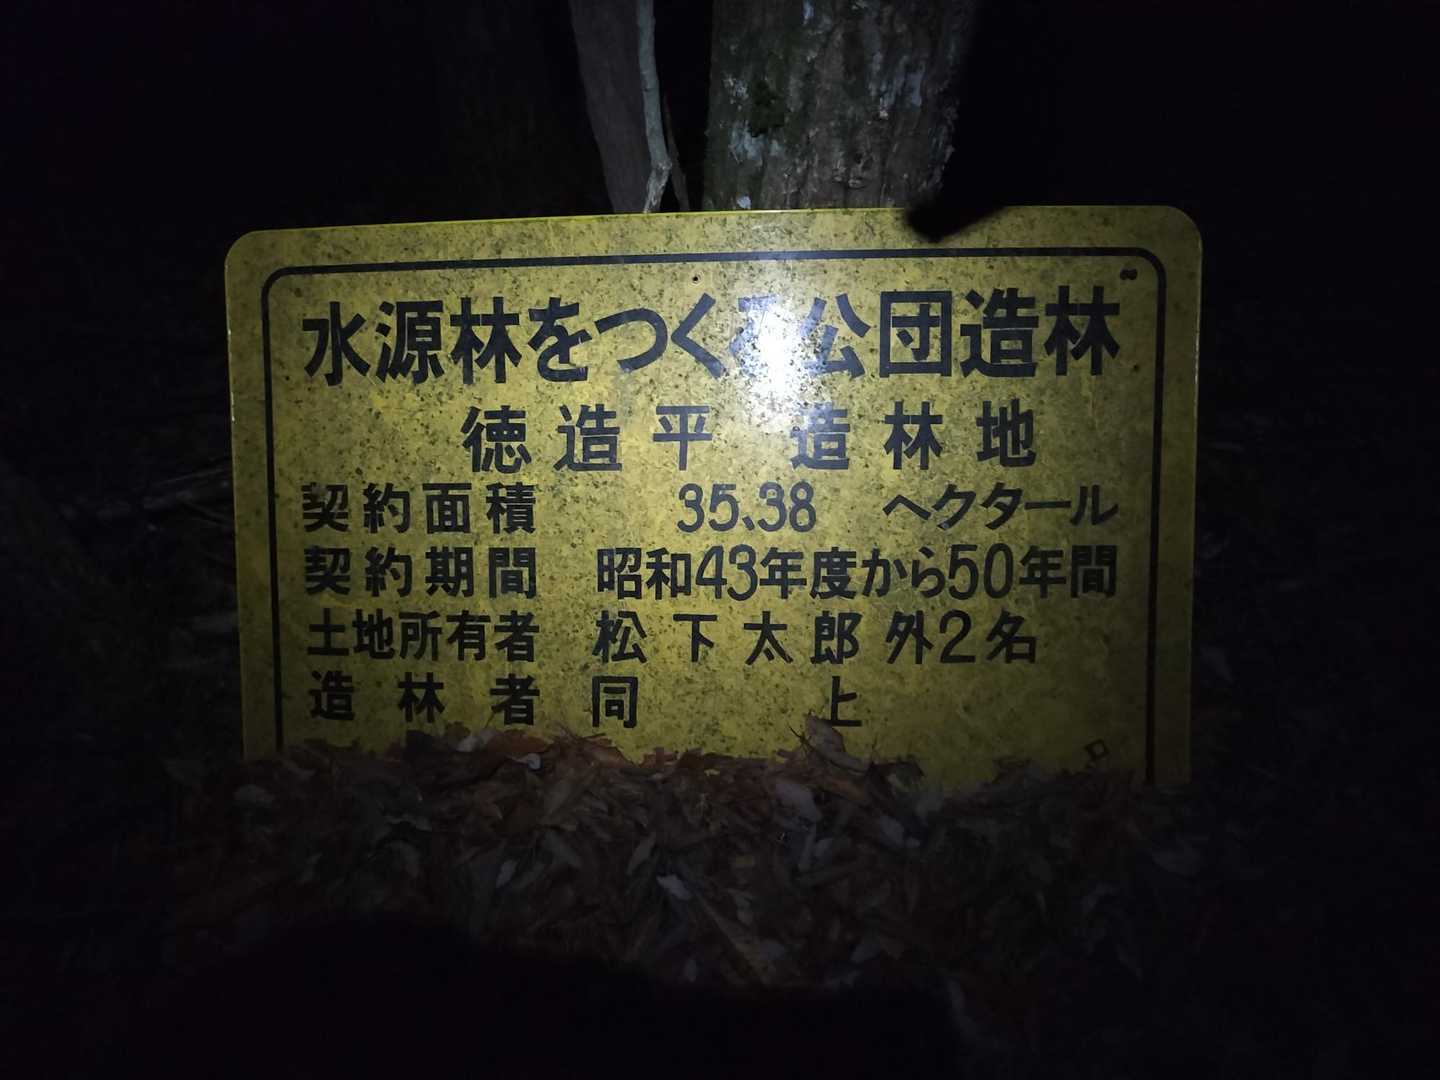 水源林をつくる公団造林
徳造平 造林地
契約面積 35.38 ヘクタール
契約期間 昭和43年度から50年間
土地所有者 松下太郎 外2名
造林者 同上